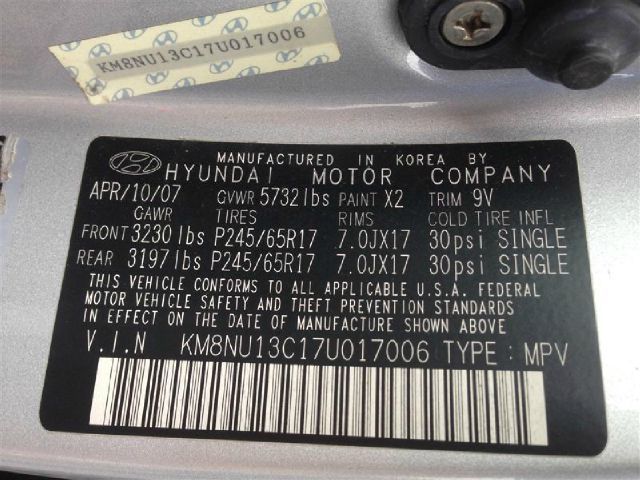 KM8NU13C17U017006
MANUFACTURED IN KOREA BY
HYUNDAI MOTOR COMPANY
APR/10/07 GVWR 5732lbs PAINT X2 TRIM 9V
GAWR TIRES RIMS COLD TIRE INFL
FRONT 3230lbs P245/65R17 7.0JX17 30psi SINGLE
REAR 3197lbs P245/65R17 7.0JX17 30psi SINGLE
THIS VEHICLE CONFORMS TO ALL APPLICABLE U.S.A. FEDERAL
MOTOR VEHICLE SAFETY AND THEFT PREVENTION STANDARDS
IN EFFECT ON THE DATE OF MANUFACTURE SHOWN ABOVE
V.I.N KM8NU13C17U017006 TYPE : MPV